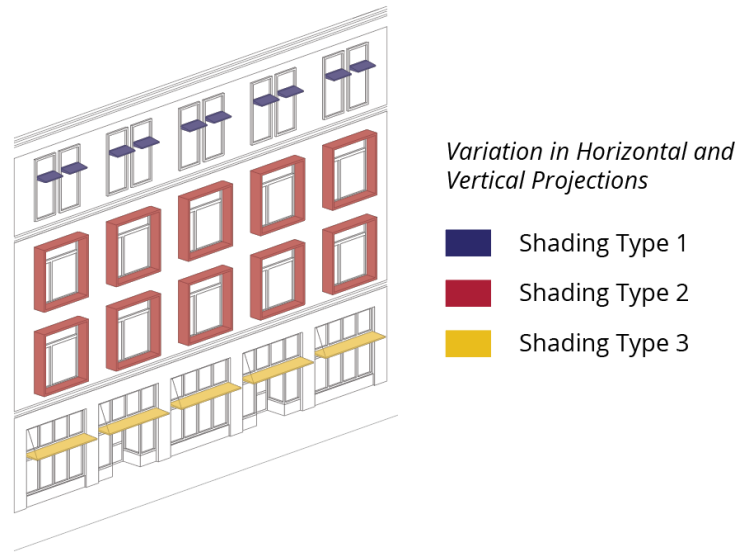 Variation in Horizontal and
Vertical Projections
Shading Type 1
Shading Type 2
Shading Type 3